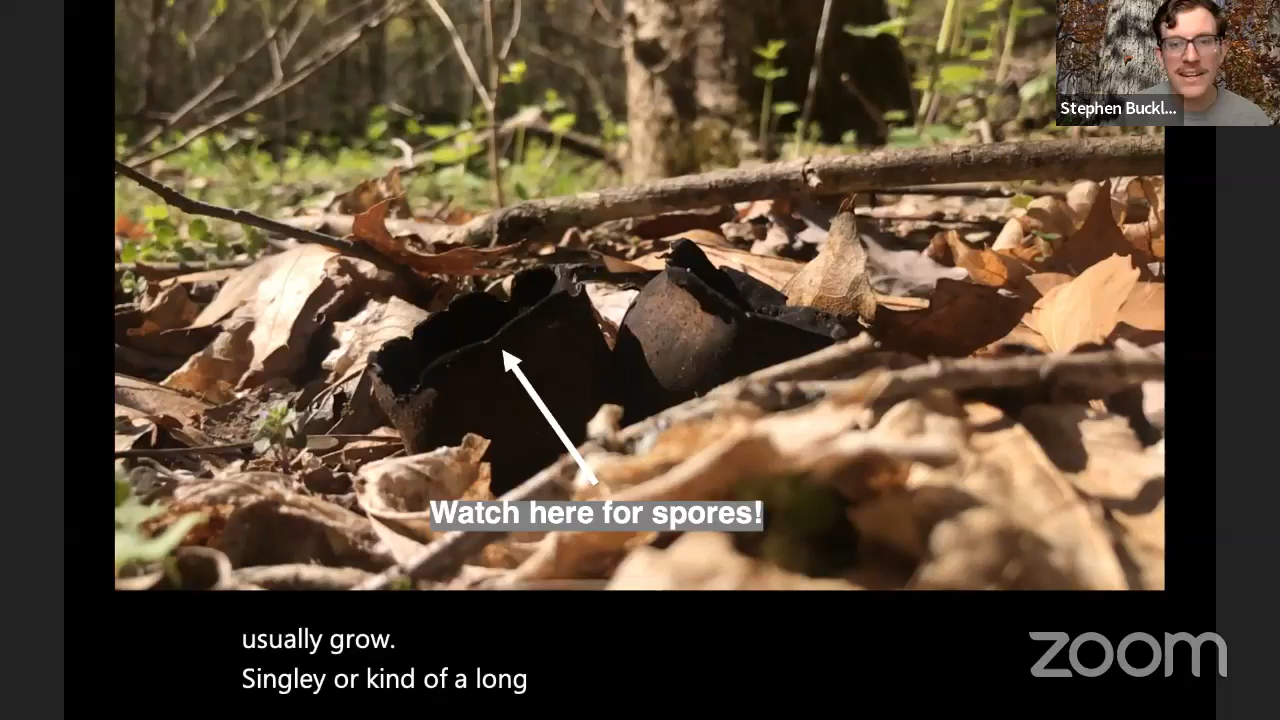 Stephen Buckl...
Watch here for spores!
usually grow.
Singley or kind of a long
zoom